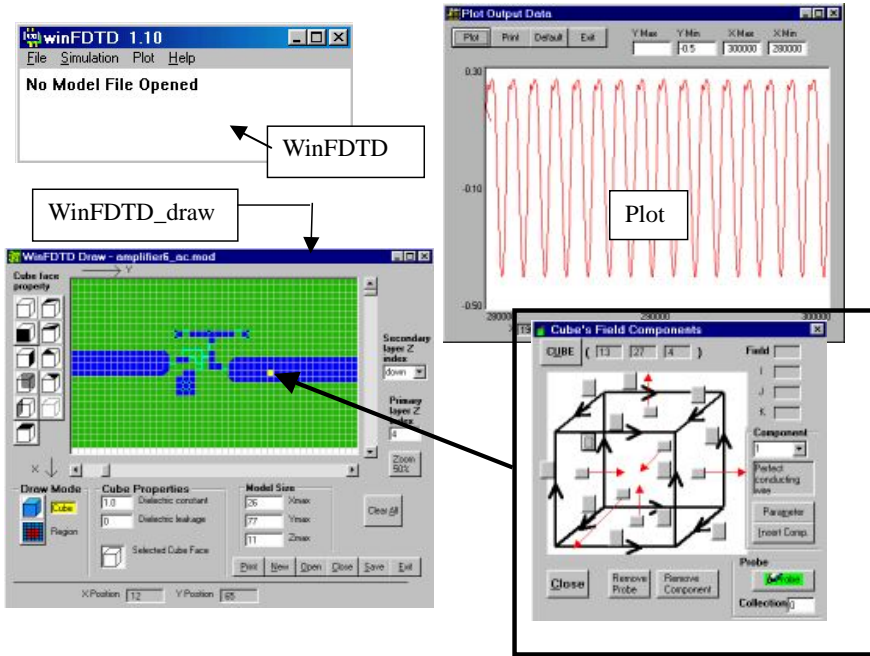 winFDTD 1.10
File Simulation Plot Help
No Model File Opened
WinFDTD
WinFDTD_draw
Plot Output Data
Plot Print Default Exit
Y Max Y Min X Max X Min
-0.5 300000 280000
0.30
-0.10
-0.50
Plot
290000 300000
WinFDTD Draw - amplifier6_ac.mod
Cube face property
Y
X
Secondary layer Z index
down
Primary layer Z index
4
Zoom 50%
Draw Mode
Cube
Region
Cube Properties
1.0 Dielectric constant
0 Dielectric leakage
Selected Cube Face
Model Size
26 Xmax
77 Ymax
11 Zmax
Clear All
Print New Open Close Save Exit
X Position 12 Y Position 65
Cube's Field Components
CUBE ( 13 27 4 )
Field
I
J
K
Component
1
Perfect conducting wire
Parameter
Insert Comp.
Probe
Probe
Collection 0
Close
Remove Probe
Remove Component